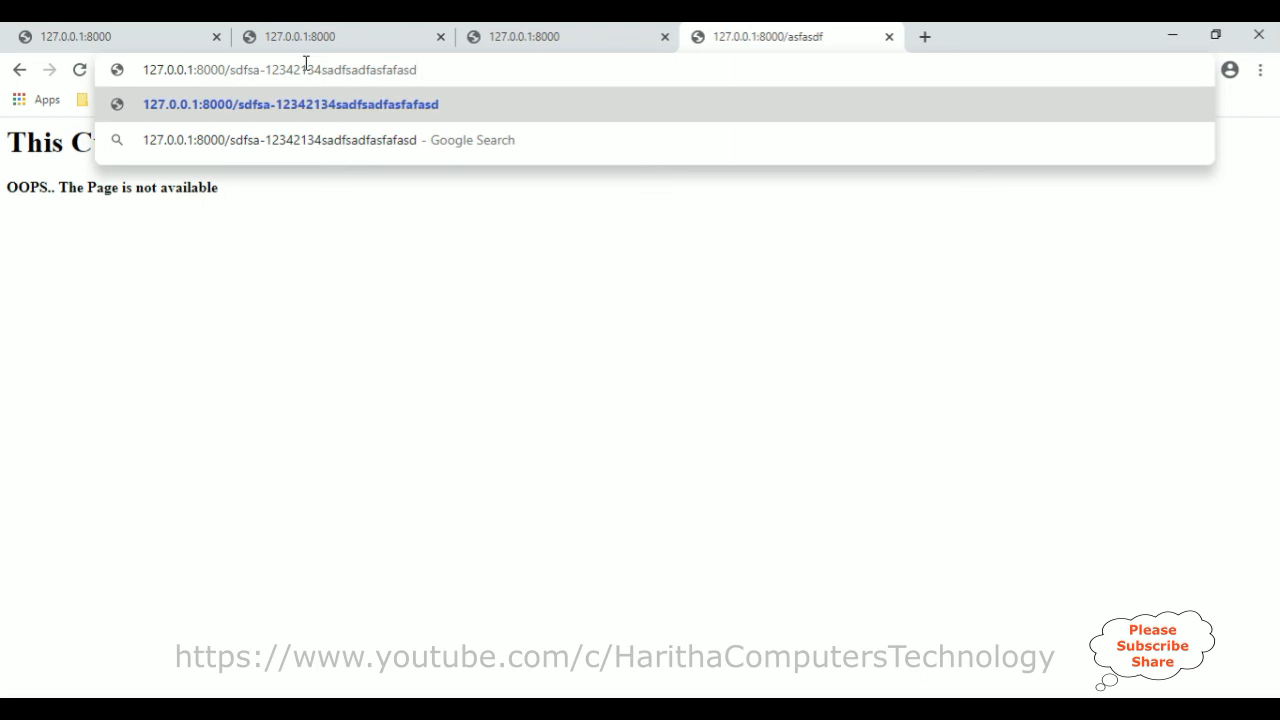 127.0.0.1:8000
127.0.0.1:8000
127.0.0.1:8000
127.0.0.1:8000/asfasdf
127.0.0.1:8000/sdfsa-12342134sadfsadfasfafasd
Apps
127.0.0.1:8000/sdfsa-12342134sadfsadfasfafasd
127.0.0.1:8000/sdfsa-12342134sadfsadfasfafasd - Google Search
This C
OOPS.. The Page is not available
https://www.youtube.com/c/HarithaComputersTechnology
Please
Subscribe
Share